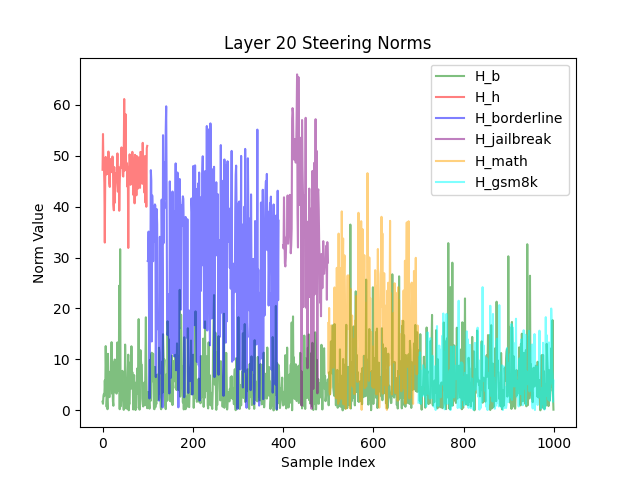 Layer 20 Steering Norms
H_b
H_h
H_borderline
H_jailbreak
H_math
H_gsm8k
Norm Value
60
50
40
30
20
10
0
0 200 400 600 800 1000
Sample Index